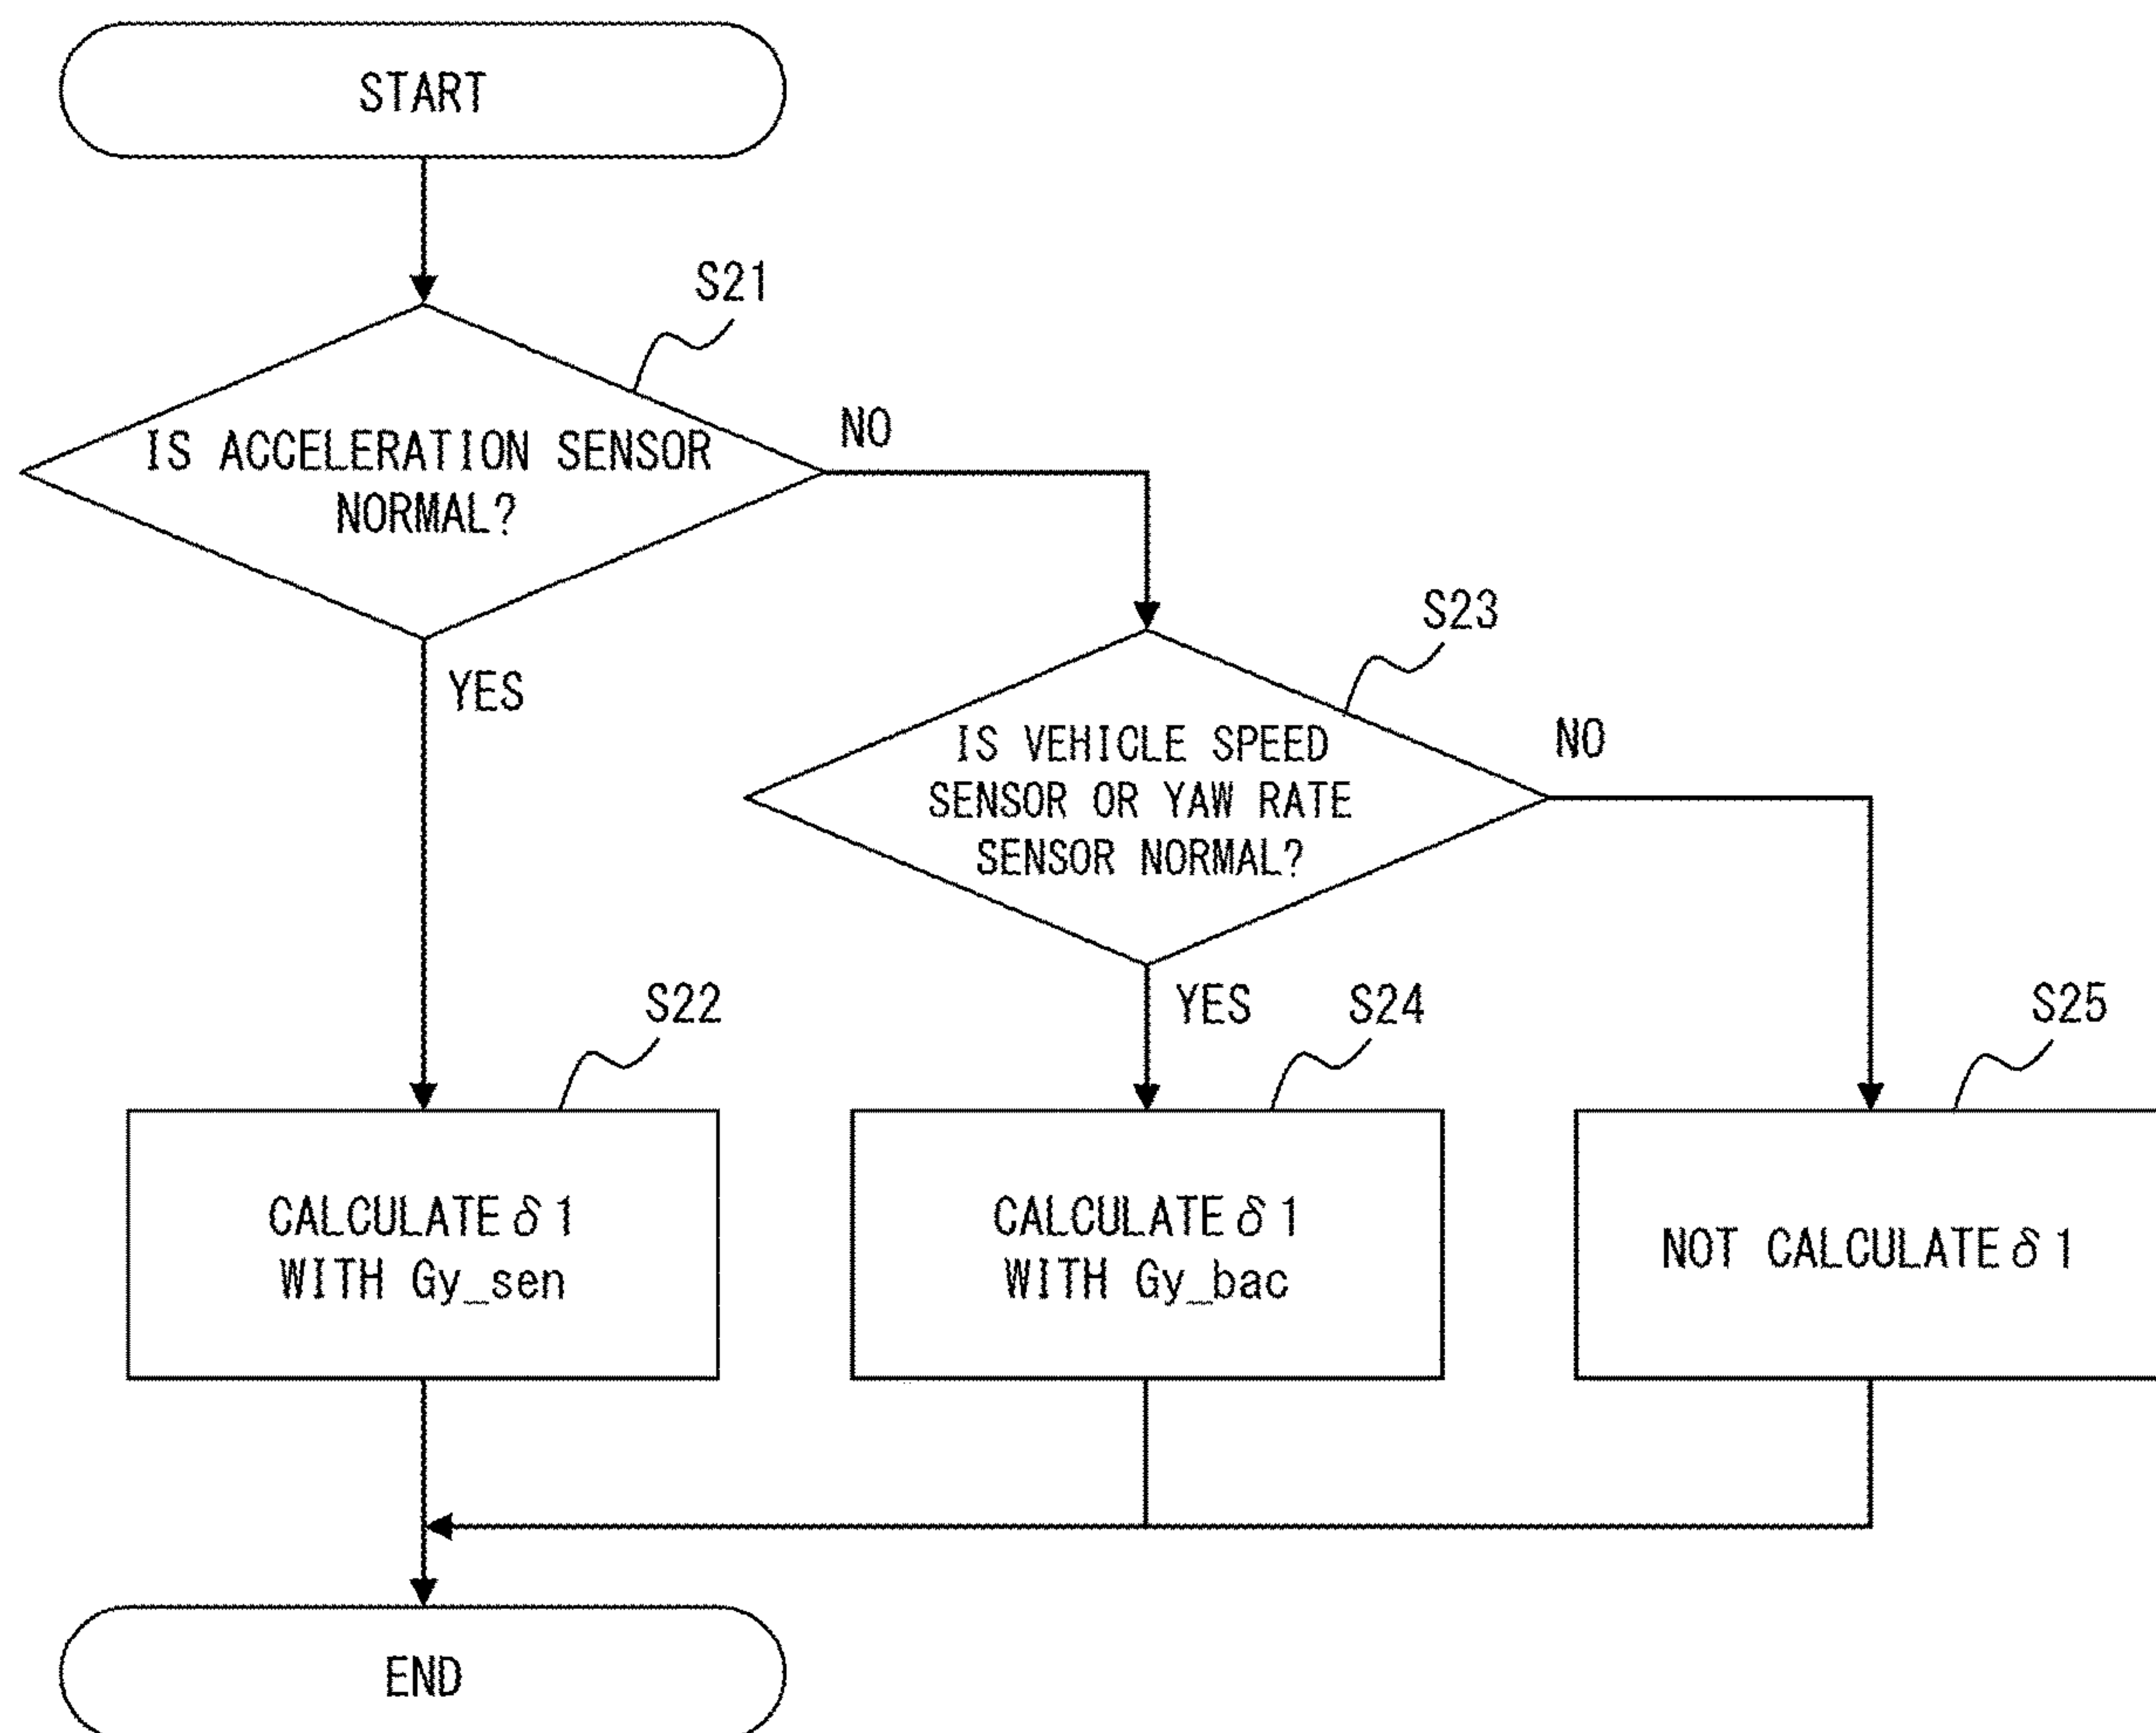 START
S21
IS ACCELERATION SENSOR
NORMAL?
NO
YES
S23
IS VEHICLE SPEED
SENSOR OR YAW RATE
SENSOR NORMAL?
NO
YES
S22
CALCULATE δ1
WITH Gy_sen
S24
CALCULATE δ1
WITH Gy_bac
S25
NOT CALCULATE δ1
END